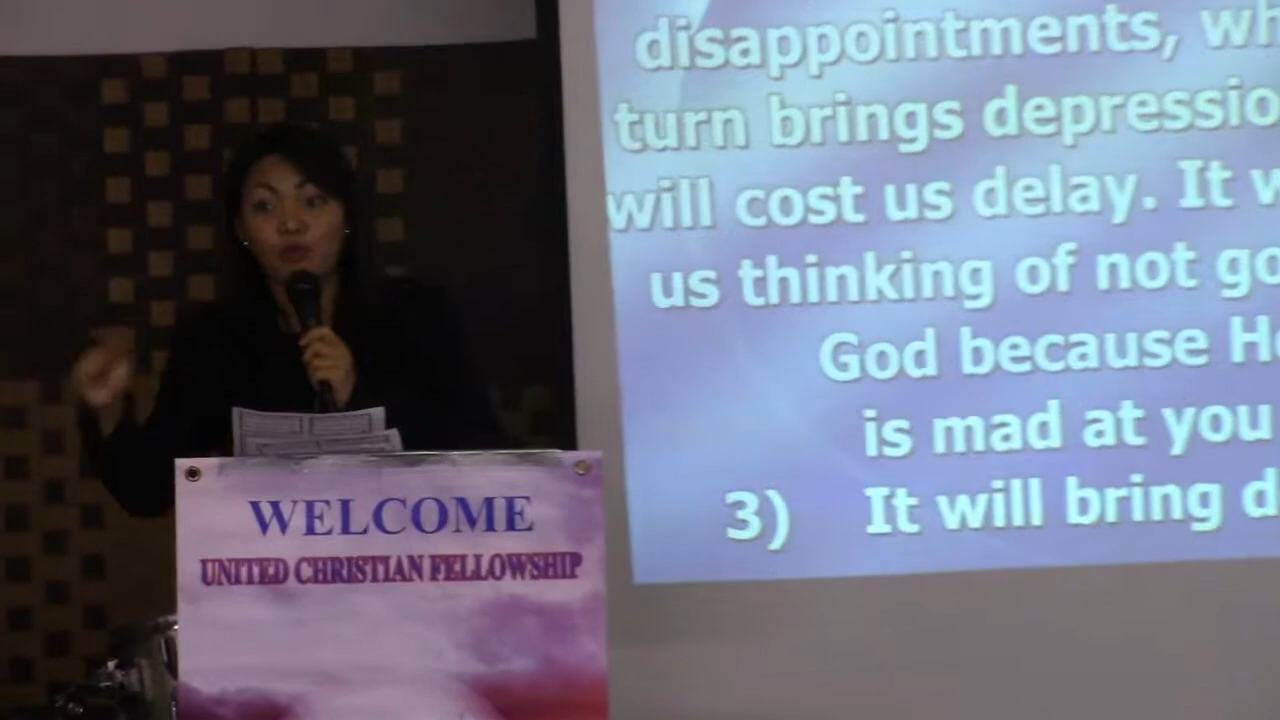 disappointments, wh
turn brings depressio
will cost us delay. It w
us thinking of not go
God because H
is mad at you
3) It will bring d
WELCOME
UNITED CHRISTIAN FELLOWSHIP